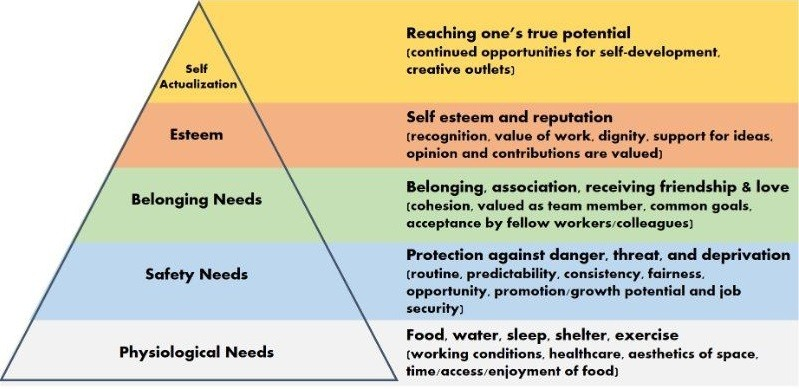 Self
Actualization
Reaching one's true potential
(continued opportunities for self-development,
creative outlets)
Esteem
Self esteem and reputation
(recognition, value of work, dignity, support for ideas,
opinion and contributions are valued)
Belonging Needs
Belonging, association, receiving friendship & love
(cohesion, valued as team member, common goals,
acceptance by fellow workers/colleagues)
Safety Needs
Protection against danger, threat, and deprivation
(routine, predictability, consistency, fairness,
opportunity, promotion/growth potential and job
security)
Physiological Needs
Food, water, sleep, shelter, exercise
(working conditions, healthcare, aesthetics of space,
time/access/enjoyment of food)